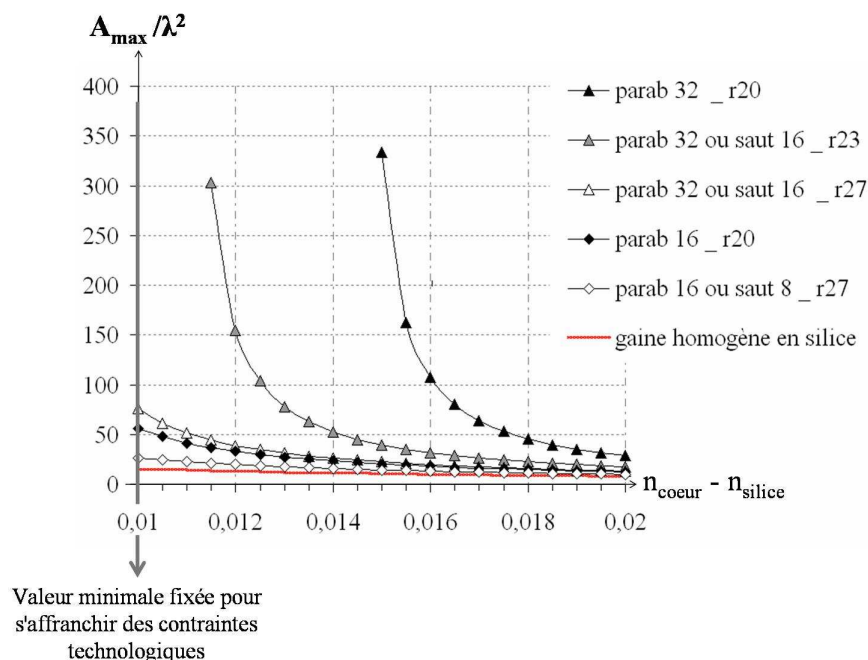 A_max /λ²
400
350
300
250
200
150
100
50
0
0,01 0,012 0,014 0,016 0,018 0,02
n_coeur - n_silice
parab 32 _ r20
parab 32 ou saut 16 _ r23
parab 32 ou saut 16 _ r27
parab 16 _ r20
parab 16 ou saut 8 _ r27
gaine homogène en silice
Valeur minimale fixée pour
s'affranchir des contraintes
technologiques